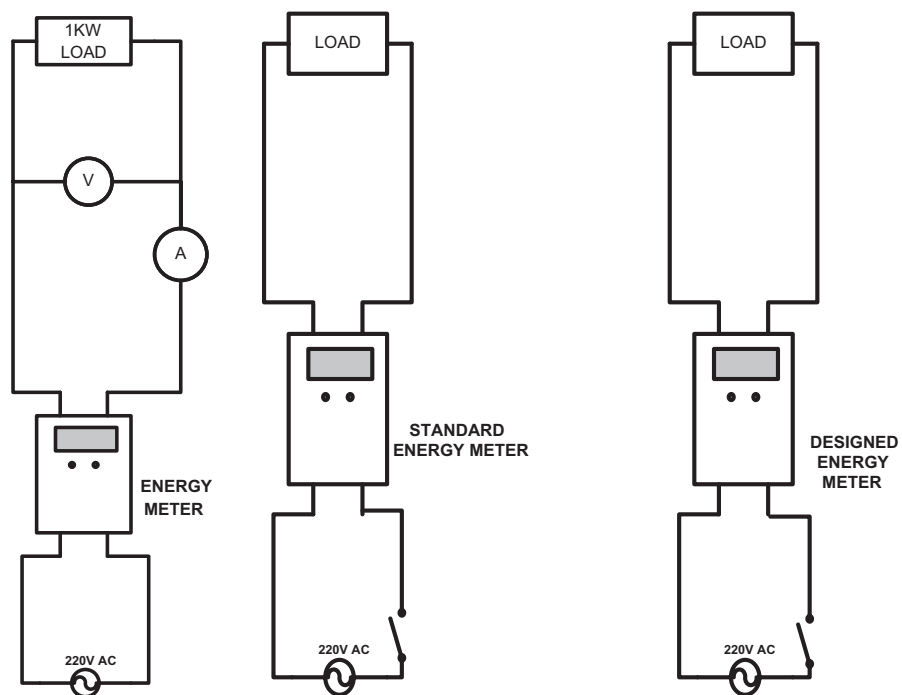 1KW
LOAD
V
A
ENERGY
METER
220V AC
LOAD
STANDARD
ENERGY METER
220V AC
LOAD
DESIGNED
ENERGY
METER
220V AC